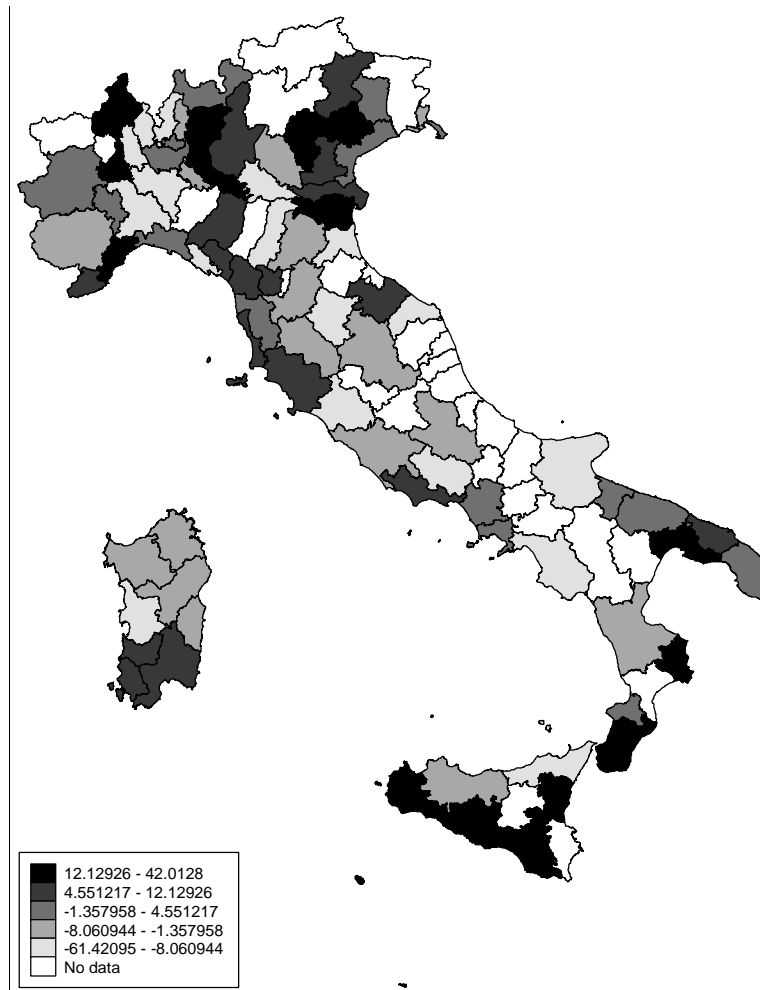 12.12926 - 42.0128
4.551217 - 12.12926
-1.357958 - 4.551217
-8.060944 - -1.357958
-61.42095 - -8.060944
No data